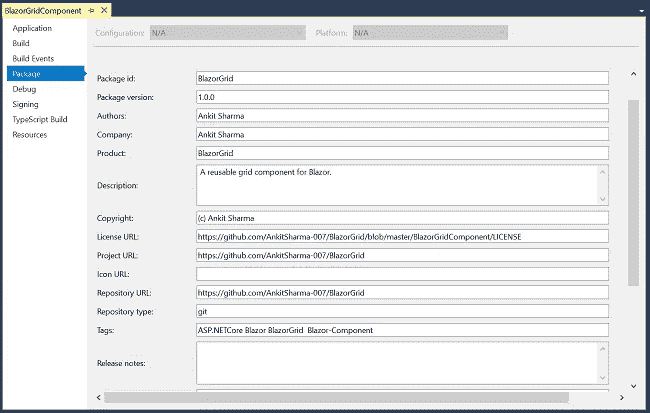 BlazorGridComponent
Application
Build
Build Events
Package
Debug
Signing
TypeScript Build
Resources
Configuration: N/A Platform: N/A
Package id: BlazorGrid
Package version: 1.0.0
Authors: Ankit Sharma
Company: Ankit Sharma
Product: BlazorGrid
Description: A reusable grid component for Blazor.
Copyright: (c) Ankit Sharma
License URL: https://github.com/AnkitSharma-007/BlazorGrid/blob/master/BlazorGridComponent/LICENSE
Project URL: https://github.com/AnkitSharma-007/BlazorGrid
Icon URL:
Repository URL: https://github.com/AnkitSharma-007/BlazorGrid
Repository type: git
Tags: ASP.NETCore Blazor BlazorGrid Blazor-Component
Release notes: